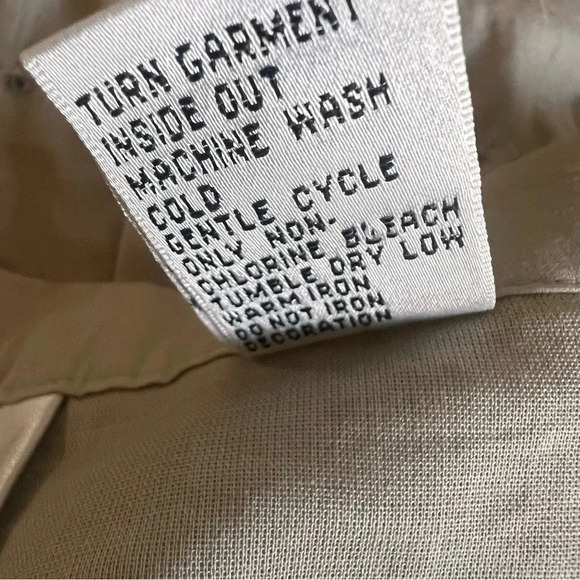 TURN GARMENT
INSIDE OUT
MACHINE WASH
COLD
GENTLE CYCLE
ONLY NON-
CHLORINE BLEACH
TUMBLE DRY LOW
WARM IRON
DO NOT IRON
DECORATION